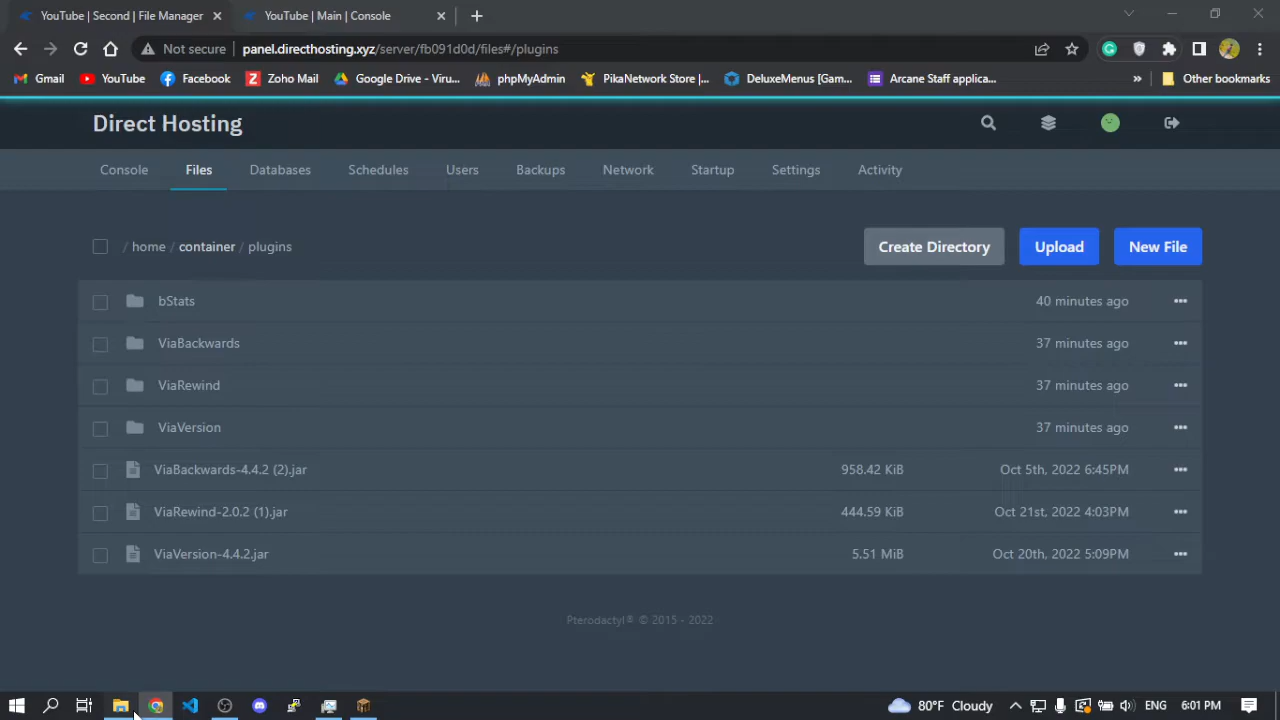 YouTube | Second | File Manager
YouTube | Main | Console
Not secure
panel.directhosting.xyz/server/fb091d0d/files#/plugins
Gmail
YouTube
Facebook
Zoho Mail
Google Drive - Viru...
phpMyAdmin
PikaNetwork Store |...
DeluxeMenus [Gam...
Arcane Staff applica...
»
Other bookmarks
Direct Hosting
Console
Files
Databases
Schedules
Users
Backups
Network
Startup
Settings
Activity
/ home / container / plugins
Create Directory
Upload
New File
bStats 40 minutes ago
ViaBackwards 37 minutes ago
ViaRewind 37 minutes ago
ViaVersion 37 minutes ago
ViaBackwards-4.4.2 (2).jar 958.42 KiB Oct 5th, 2022 6:45PM
ViaRewind-2.0.2 (1).jar 444.59 KiB Oct 21st, 2022 4:03PM
ViaVersion-4.4.2.jar 5.51 MiB Oct 20th, 2022 5:09PM
Pterodactyl® © 2015 - 2022
80°F Cloudy
ENG
6:01 PM